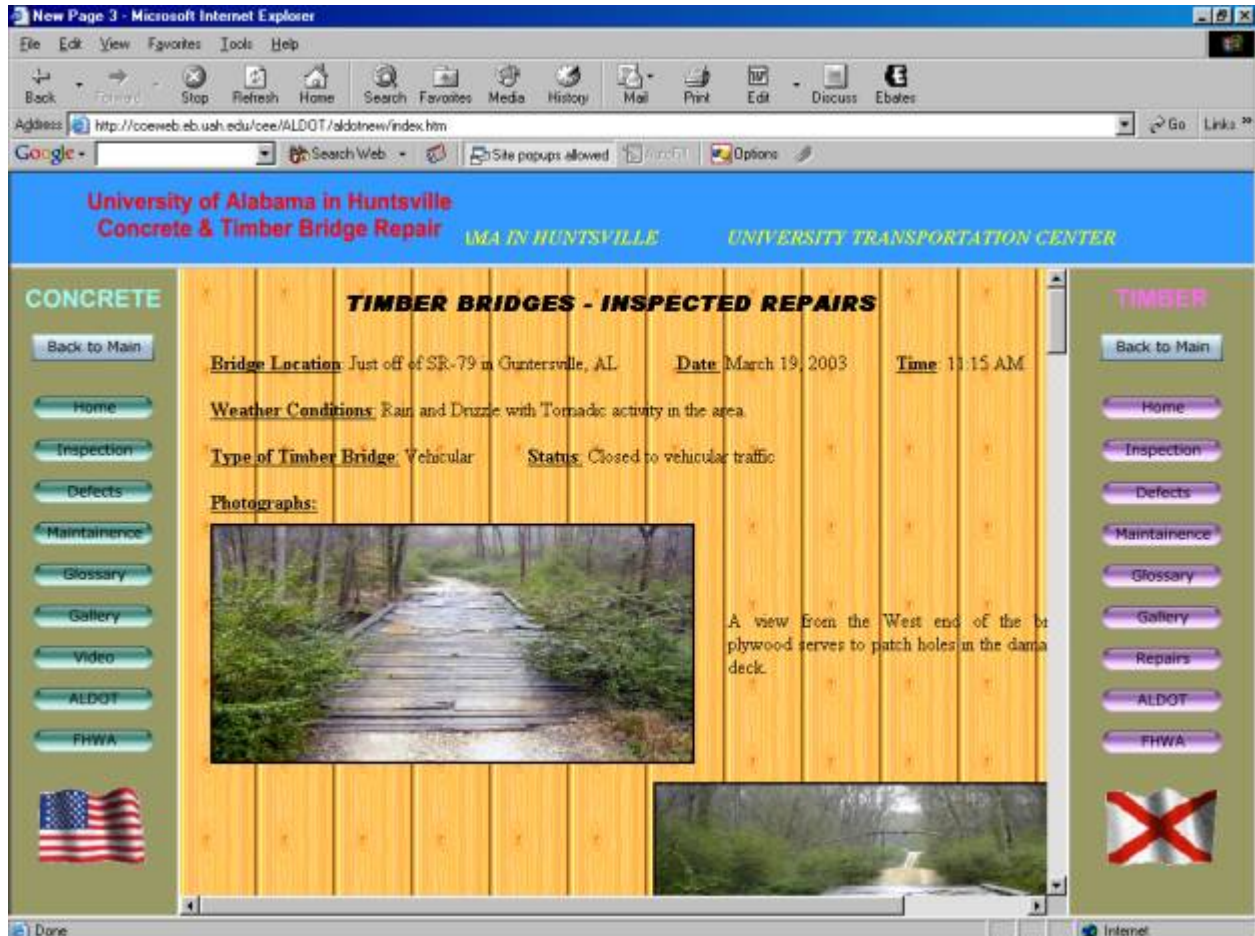 New Page 3 - Microsoft Internet Explorer
File Edit View Favorites Tools Help
Back Forward Stop Refresh Home Search Favorites Media History Mail Print Edit Discuss Ebates
Address http://coeweb.eb.uah.edu/cee/ALDOT/aldotnew/index.htm Go Links »
Google Search Web Site popups allowed AutoFill Options
University of Alabama in Huntsville
Concrete & Timber Bridge Repair
AMA IN HUNTSVILLE UNIVERSITY TRANSPORTATION CENTER
CONCRETE
Back to Main
Home
Inspection
Defects
Maintainence
Glossary
Gallery
Video
ALDOT
FHWA
TIMBER BRIDGES - INSPECTED REPAIRS
Bridge Location: Just off of SR-79 in Guntersville, AL Date: March 19, 2003 Time: 11:15 AM
Weather Conditions: Rain and Drizzle with Tornadic activity in the area.
Type of Timber Bridge: Vehicular Status: Closed to vehicular traffic
Photographs:
A view from the West end of the br
plywood serves to patch holes in the dama
deck.
TIMBER
Back to Main
Home
Inspection
Defects
Maintainence
Glossary
Gallery
Repairs
ALDOT
FHWA
Done Internet